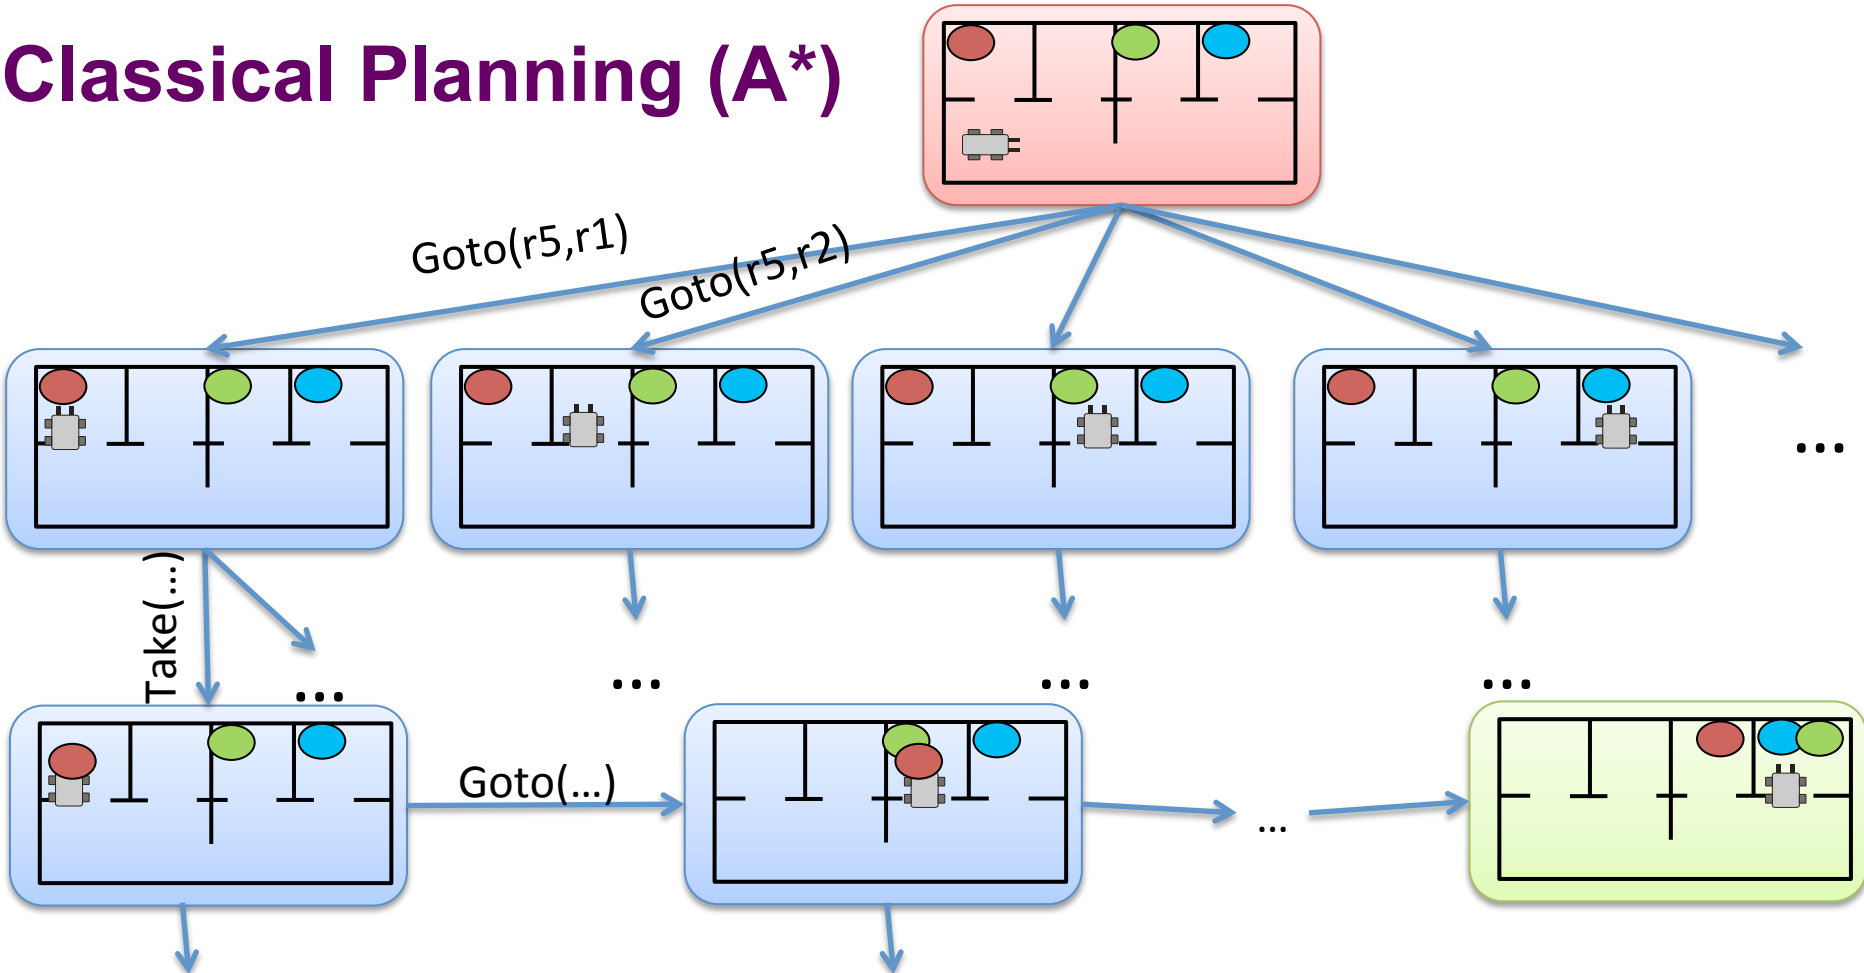 Classical Planning (A*)
Goto(r5,r1)
Goto(r5,r2)
...
Take(...)
...
...
...
...
Goto(...)
...